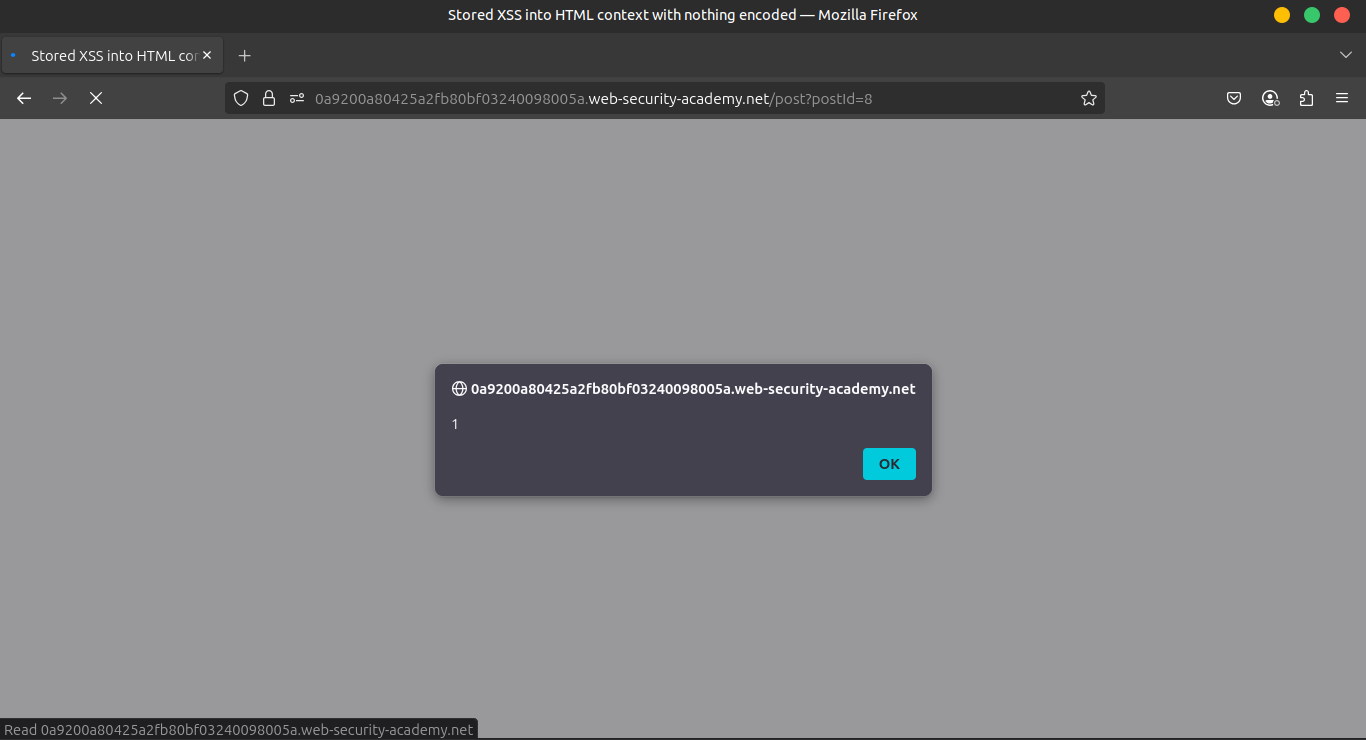 Stored XSS into HTML context with nothing encoded — Mozilla Firefox
Stored XSS into HTML cor
0a9200a80425a2fb80bf03240098005a.web-security-academy.net/post?postId=8
0a9200a80425a2fb80bf03240098005a.web-security-academy.net
1
OK
Read 0a9200a80425a2fb80bf03240098005a.web-security-academy.net